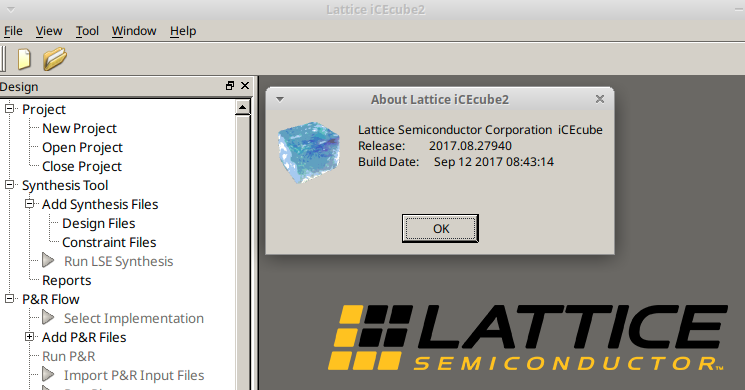 Lattice iCEcube2
File View Tool Window Help
Design
Project
New Project
Open Project
Close Project
Synthesis Tool
Add Synthesis Files
Design Files
Constraint Files
Run LSE Synthesis
Reports
P&R Flow
Select Implementation
Add P&R Files
Run P&R
Import P&R Input Files
About Lattice iCEcube2
Lattice Semiconductor Corporation iCEcube
Release: 2017.08.27940
Build Date: Sep 12 2017 08:43:14
OK
LATTICE
SEMICONDUCTOR™